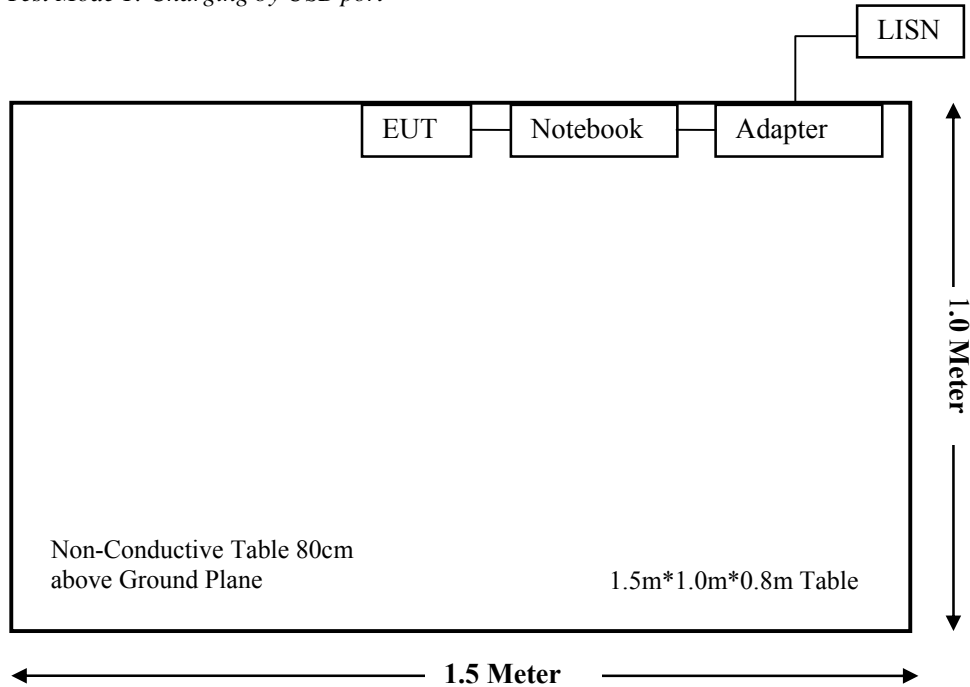 Test Mode 1: Charging by USB port
LISN
EUT
Notebook
Adapter
1.0 Meter
Non-Conductive Table 80cm
above Ground Plane
1.5m*1.0m*0.8m Table
1.5 Meter